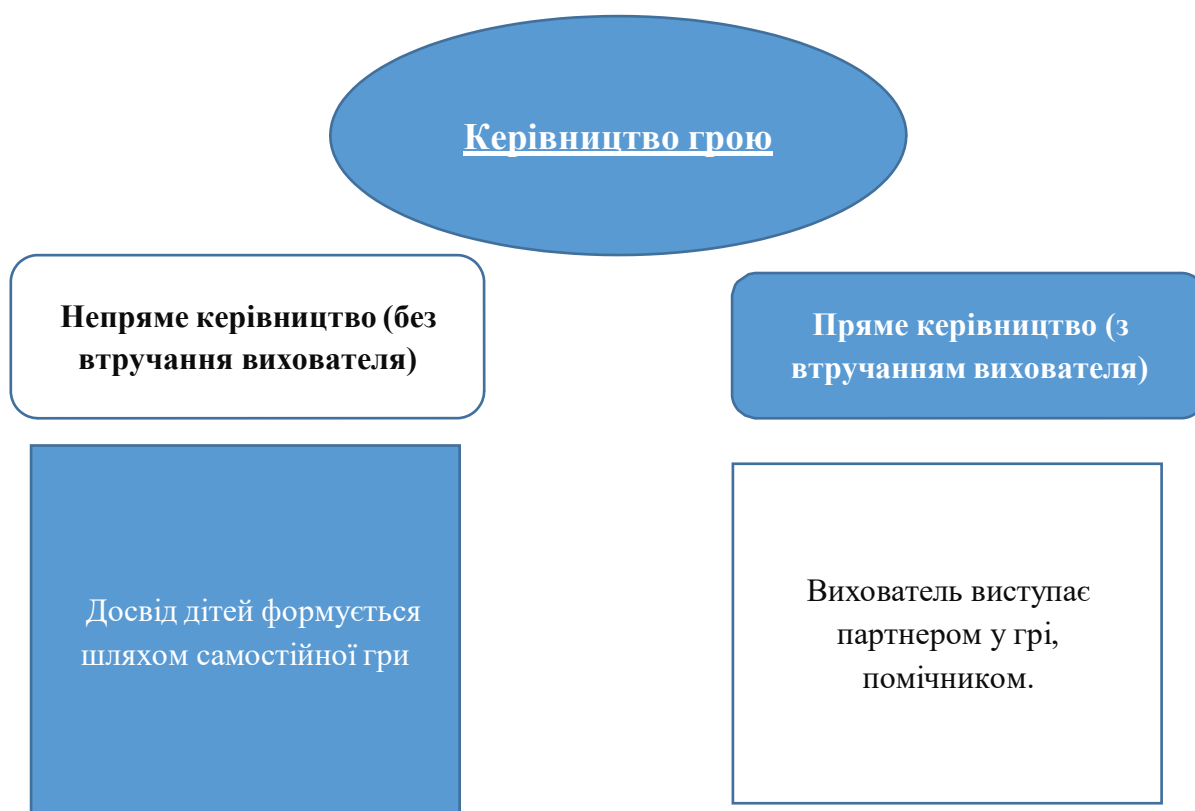 Керівництво грою
Непряме керівництво (без
втручання вихователя)
Пряме керівництво (з
втручанням вихователя)
Досвід дітей формується
шляхом самостійної гри
Вихователь виступає
партнером у грі,
помічником.